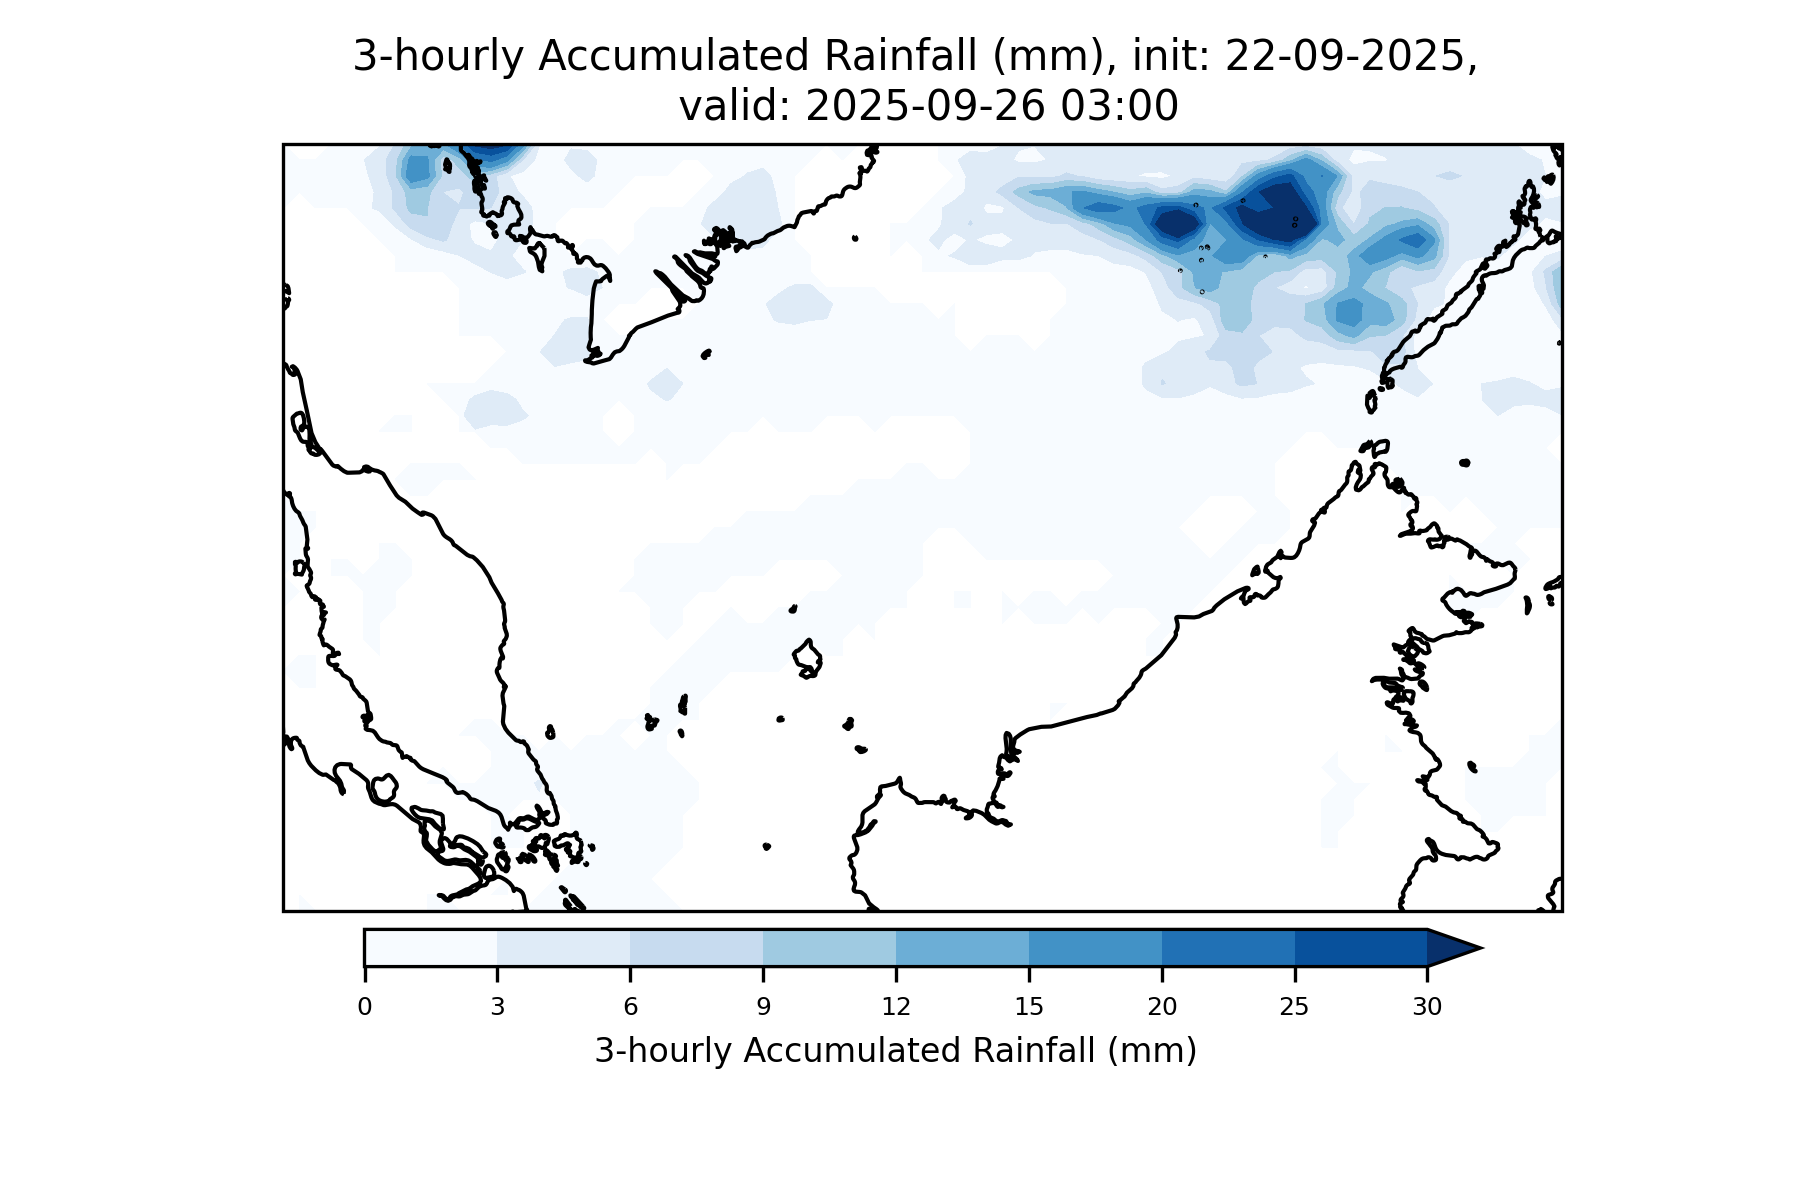 3-hourly Accumulated Rainfall (mm), init: 22-09-2025,
valid: 2025-09-26 03:00
0 3 6 9 12 15 20 25 30
3-hourly Accumulated Rainfall (mm)